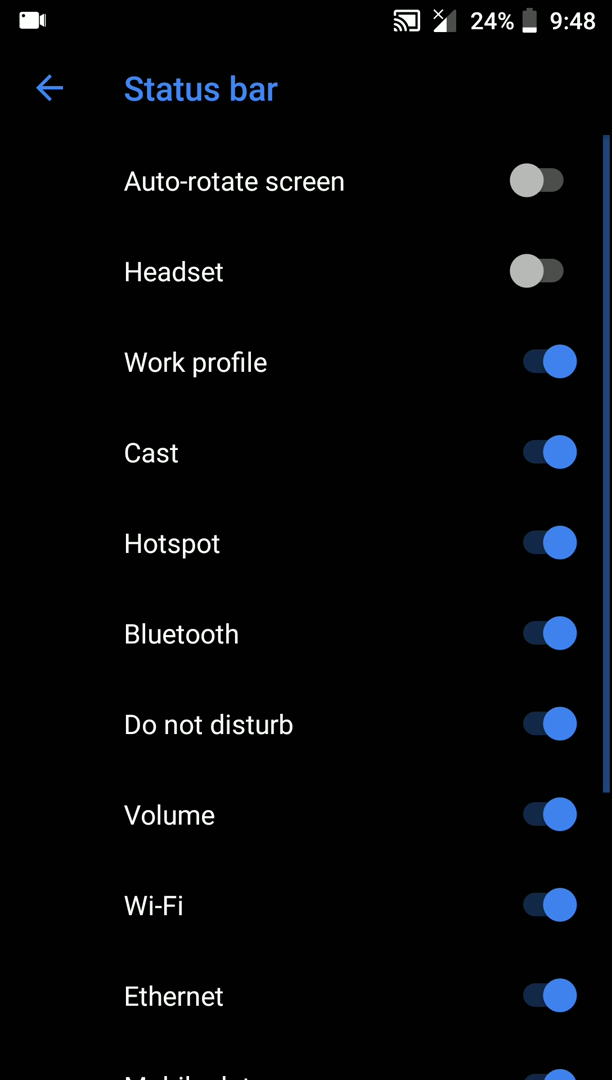 24% 9:48
Status bar
Auto-rotate screen
Headset
Work profile
Cast
Hotspot
Bluetooth
Do not disturb
Volume
Wi-Fi
Ethernet